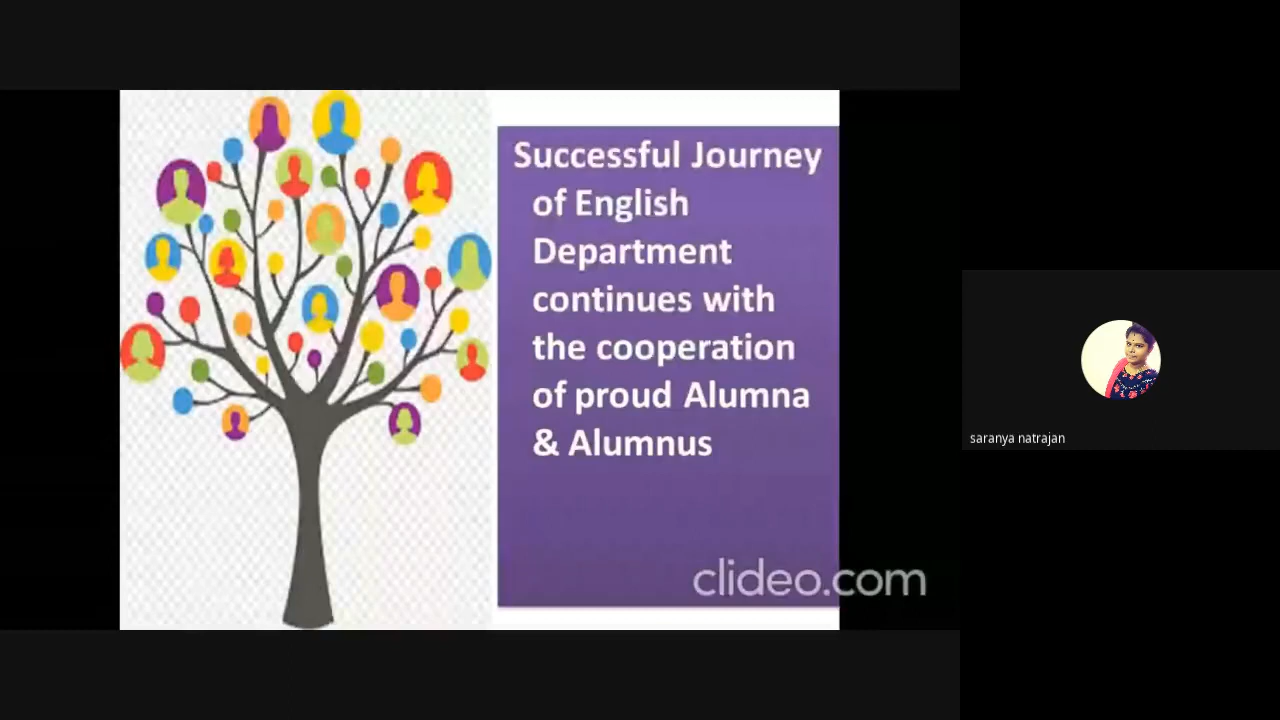 Successful Journey
of English
Department
continues with
the cooperation
of proud Alumna
& Alumnus
clideo.com
saranya natrajan